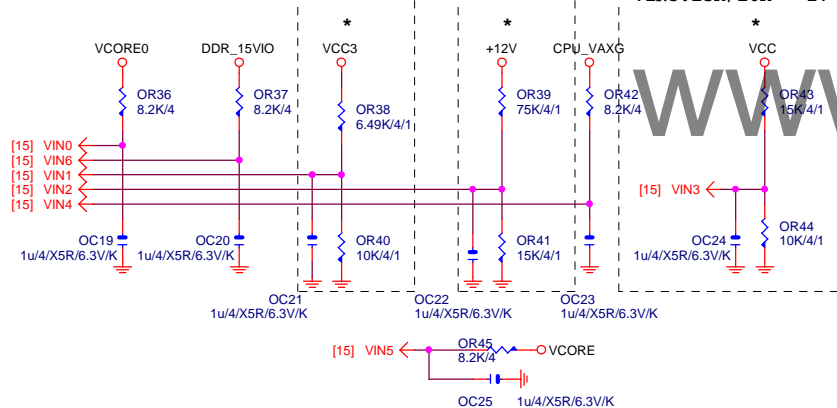 *
*
*
VCORE0
DDR_15VIO
VCC3
+12V
CPU_VAXG
VCC
OR36
8.2K/4
OR37
8.2K/4
OR38
6.49K/4/1
OR39
75K/4/1
OR42
8.2K/4
OR43
15K/4/1
WWW
[15] VIN0
[15] VIN6
[15] VIN1
[15] VIN2
[15] VIN4
[15] VIN3
OC19
1u/4/X5R/6.3V/K
OC20
1u/4/X5R/6.3V/K
OR40
10K/4/1
OR41
15K/4/1
OC24
1u/4/X5R/6.3V/K
OR44
10K/4/1
OC21
1u/4/X5R/6.3V/K
OC22
1u/4/X5R/6.3V/K
OC23
1u/4/X5R/6.3V/K
[15] VIN5
OR45
8.2K/4
VCORE
OC25
1u/4/X5R/6.3V/K